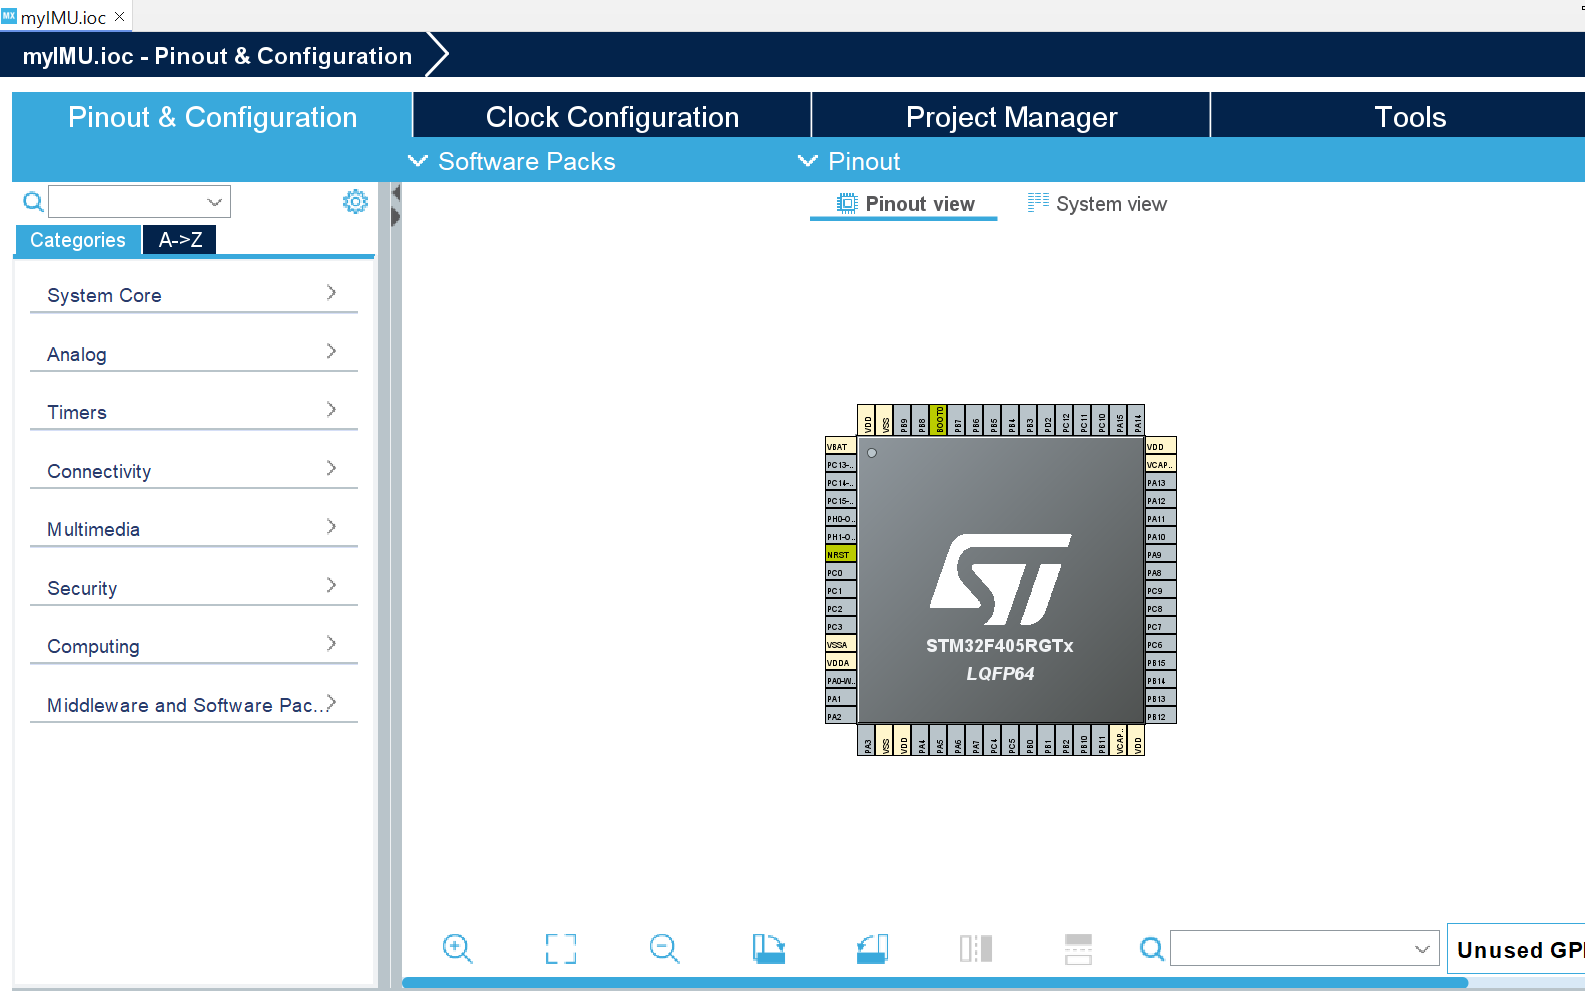 MX myIMU.ioc ×
myIMU.ioc - Pinout & Configuration
Pinout & Configuration
Clock Configuration
Project Manager
Tools
Software Packs
Pinout
Pinout view
System view
Categories
A->Z
System Core
Analog
Timers
Connectivity
Multimedia
Security
Computing
Middleware and Software Pac...
VDD
VSS
PB9
PB8
BOOT0
PB7
PB6
PB5
PB4
PB3
PD2
PC12
PC11
PC10
PA15
PA14
VBAT
PC13-..
PC14-..
PC15-..
PH0-O..
PH1-O..
NRST
PC0
PC1
PC2
PC3
VSSA
VDDA
PA0-W..
PA1
PA2
ST
STM32F405RGTx
LQFP64
VDD
VCAP..
PA13
PA12
PA11
PA10
PA9
PA8
PC9
PC8
PC7
PC6
PB15
PB14
PB13
PB12
PA3
VSS
VDD
PA4
PA5
PA6
PA7
PC4
PC5
PB0
PB1
PB2
PB10
PB11
VCAP..
VDD
Unused GPI